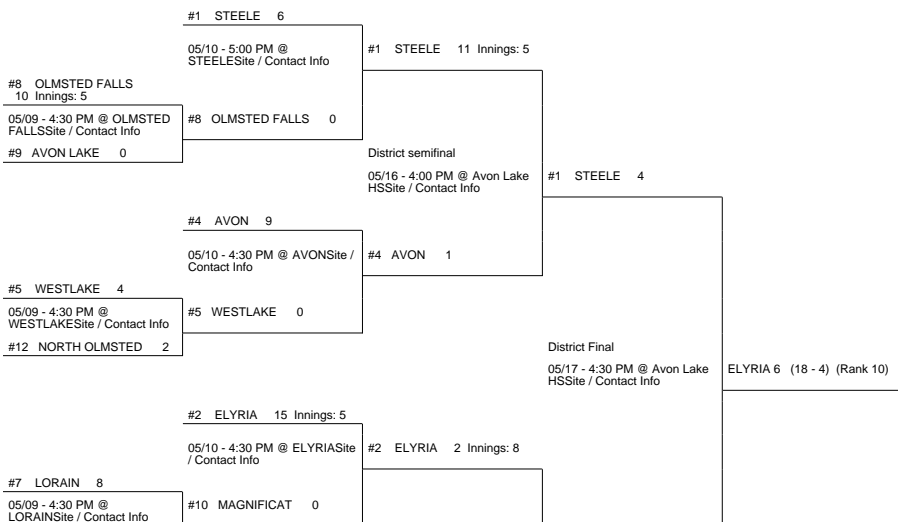 #1 STEELE 6
05/10 - 5:00 PM @
STEELESite / Contact Info
#1 STEELE 11 Innings: 5
#8 OLMSTED FALLS
10 Innings: 5
05/09 - 4:30 PM @ OLMSTED
FALLSSite / Contact Info
#8 OLMSTED FALLS 0
#9 AVON LAKE 0
District semifinal
05/16 - 4:00 PM @ Avon Lake
HSSite / Contact Info
#1 STEELE 4
#4 AVON 9
05/10 - 4:30 PM @ AVONSite /
Contact Info
#4 AVON 1
#5 WESTLAKE 4
05/09 - 4:30 PM @
WESTLAKESite / Contact Info
#5 WESTLAKE 0
#12 NORTH OLMSTED 2
District Final
05/17 - 4:30 PM @ Avon Lake
HSSite / Contact Info
ELYRIA 6 (18 - 4) (Rank 10)
#2 ELYRIA 15 Innings: 5
05/10 - 4:30 PM @ ELYRIASite
/ Contact Info
#2 ELYRIA 2 Innings: 8
#7 LORAIN 8
05/09 - 4:30 PM @
LORAINSite / Contact Info
#10 MAGNIFICAT 0